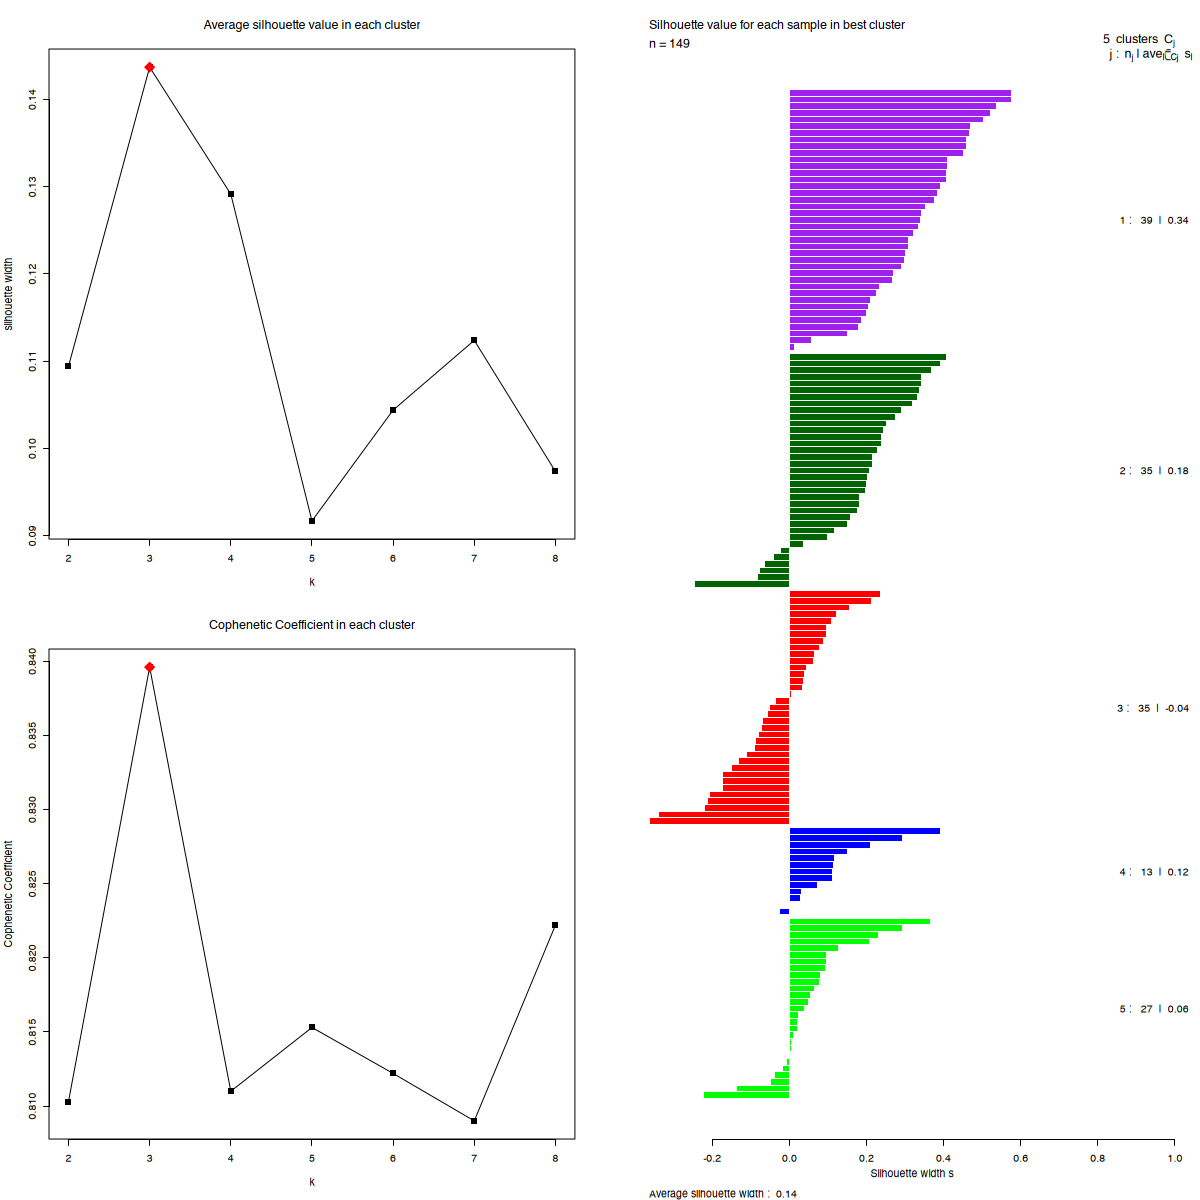 Average silhouette value in each cluster
0.14
0.13
0.12
0.11
0.10
0.09
silhouette width
2 3 4 5 6 7 8
k
Cophenetic Coefficient in each cluster
0.840
0.835
0.830
0.825
0.820
0.815
0.810
Cophenetic Coefficient
2 3 4 5 6 7 8
k
Silhouette value for each sample in best cluster
n = 149
5 clusters Cj
j : nj | avei∈Cj si
1 : 39 | 0.34
2 : 35 | 0.18
3 : 35 | -0.04
4 : 13 | 0.12
5 : 27 | 0.06
-0.2 0.0 0.2 0.4 0.6 0.8 1.0
Silhouette width s
Average silhouette width : 0.14